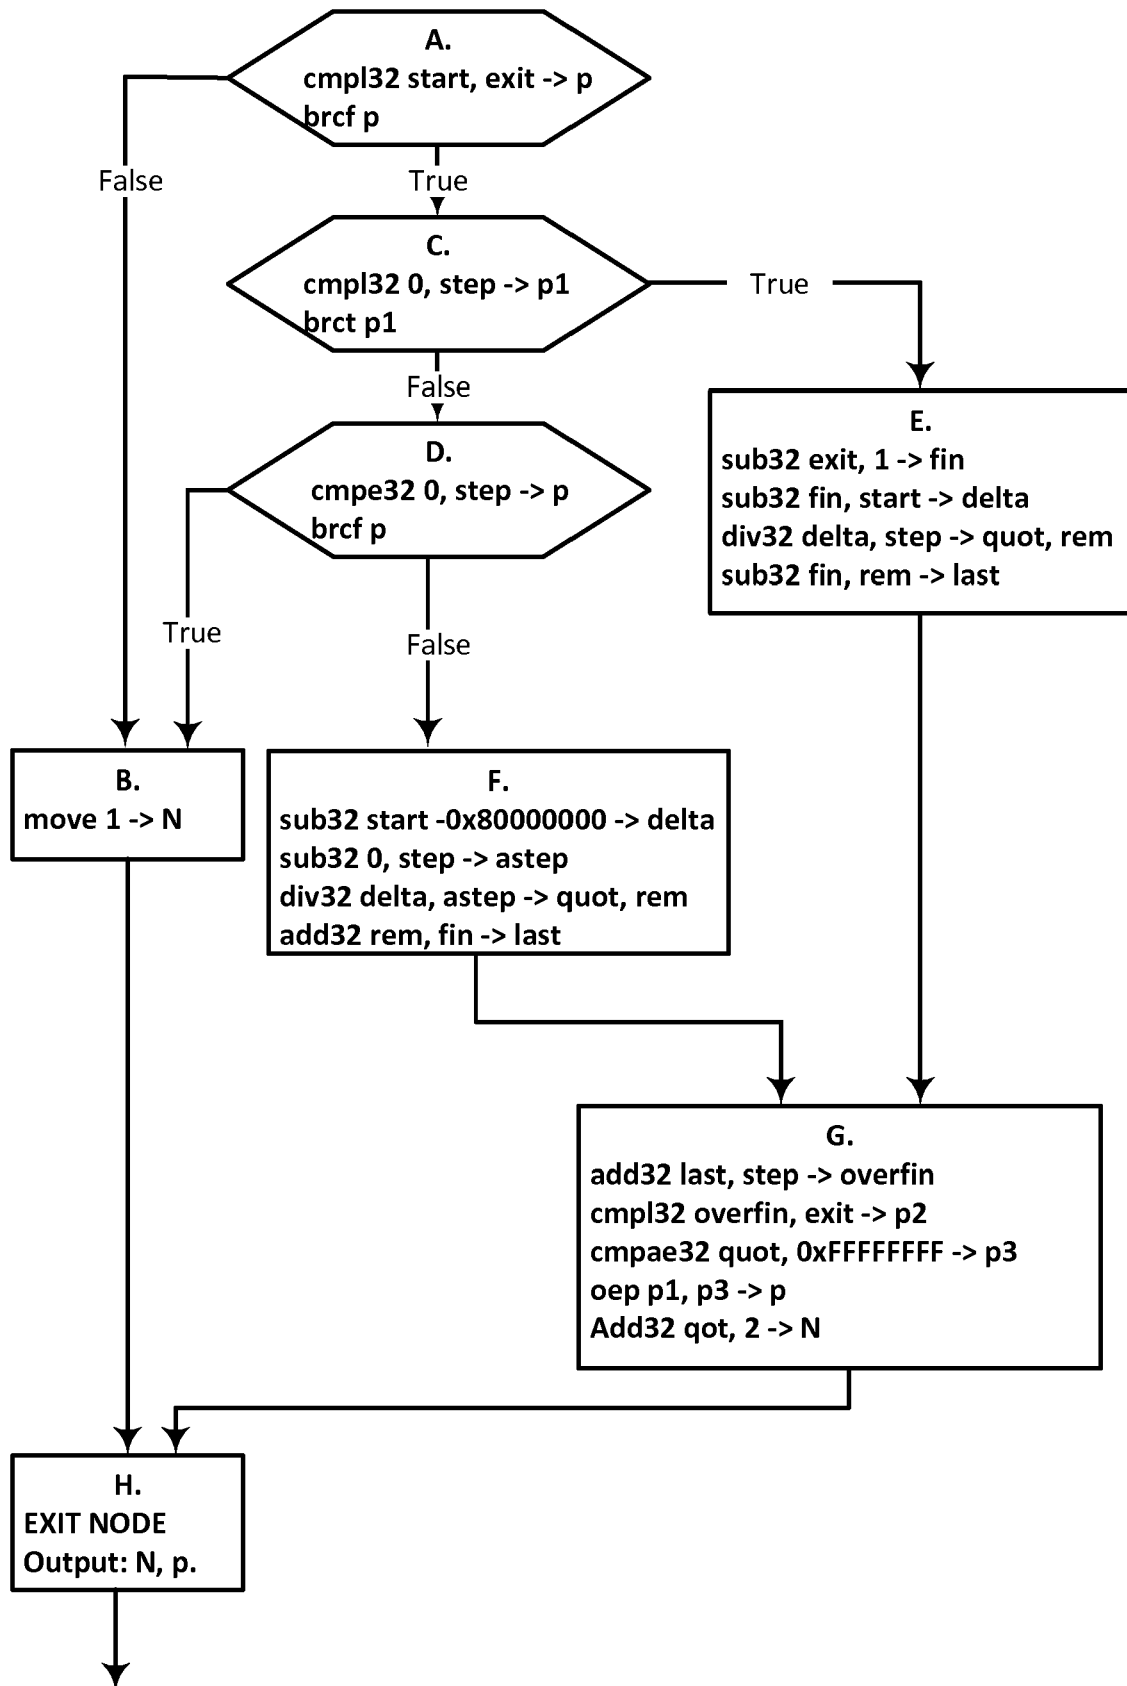 A.
cmpl32 start, exit -> p
brcf p
False
True
C.
cmpl32 0, step -> p1
brct p1
True
False
D.
cmpe32 0, step -> p
brcf p
E.
sub32 exit, 1 -> fin
sub32 fin, start -> delta
div32 delta, step -> quot, rem
sub32 fin, rem -> last
True
False
B.
move 1 -> N
F.
sub32 start -0x80000000 -> delta
sub32 0, step -> astep
div32 delta, astep -> quot, rem
add32 rem, fin -> last
G.
add32 last, step -> overfin
cmpl32 overfin, exit -> p2
cmpae32 quot, 0xFFFFFFFF -> p3
oep p1, p3 -> p
Add32 qot, 2 -> N
H.
EXIT NODE
Output: N, p.